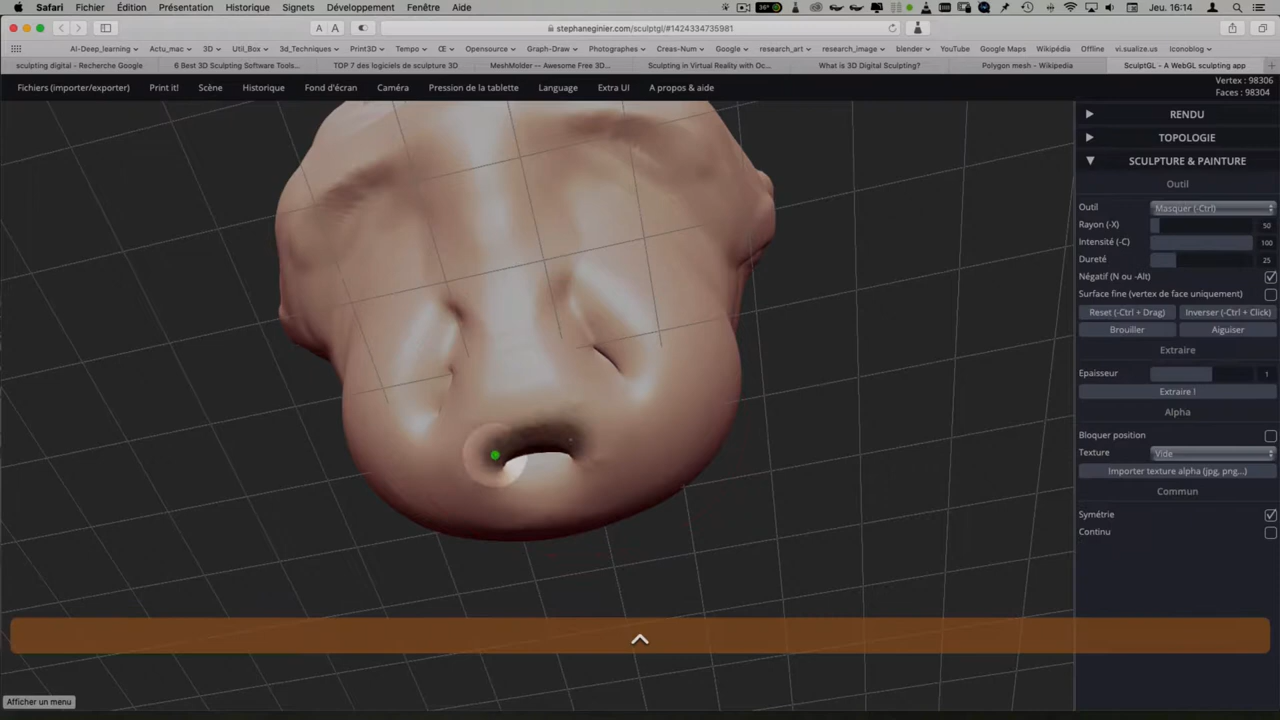 Safari Fichier Édition Présentation Historique Signets Développement Fenêtre Aide 36° Jeu. 16:14
A A stephaneginier.com/sculptgl/#1424334735981
AI-Deep_learning Actu_mac 3D Util_Box 3d_Techniques Print3D Tempo Œ Opensource Graph-Draw Photographes Creas-Num Google research_art research_image blender YouTube Google Maps Wikipédia Offline vi.sualize.us Iconoblog
sculpting digital - Recherche Google 6 Best 3D Sculpting Software Tools... TOP 7 des logiciels de sculpture 3D MeshMolder -- Awesome Free 3D... Sculpting in Virtual Reality with Oc... What is 3D Digital Sculpting? Polygon mesh - Wikipedia SculptGL - A WebGL sculpting app
Fichiers (importer/exporter) Print it! Scène Historique Fond d'écran Caméra Pression de la tablette Language Extra UI A propos & aide
Vertex : 98306
Faces : 98304
RENDU
TOPOLOGIE
SCULPTURE & PAINTURE
Outil
Outil Masquer (-Ctrl)
Rayon (-X) 50
Intensité (-C) 100
Dureté 25
Négatif (N ou -Alt)
Surface fine (vertex de face uniquement)
Reset (-Ctrl + Drag) Inverser (-Ctrl + Click)
Brouiller Aiguiser
Extraire
Epaisseur 1
Extraire !
Alpha
Bloquer position
Texture Vide
Importer texture alpha (jpg, png...)
Commun
Symétrie
Continu
Afficher un menu